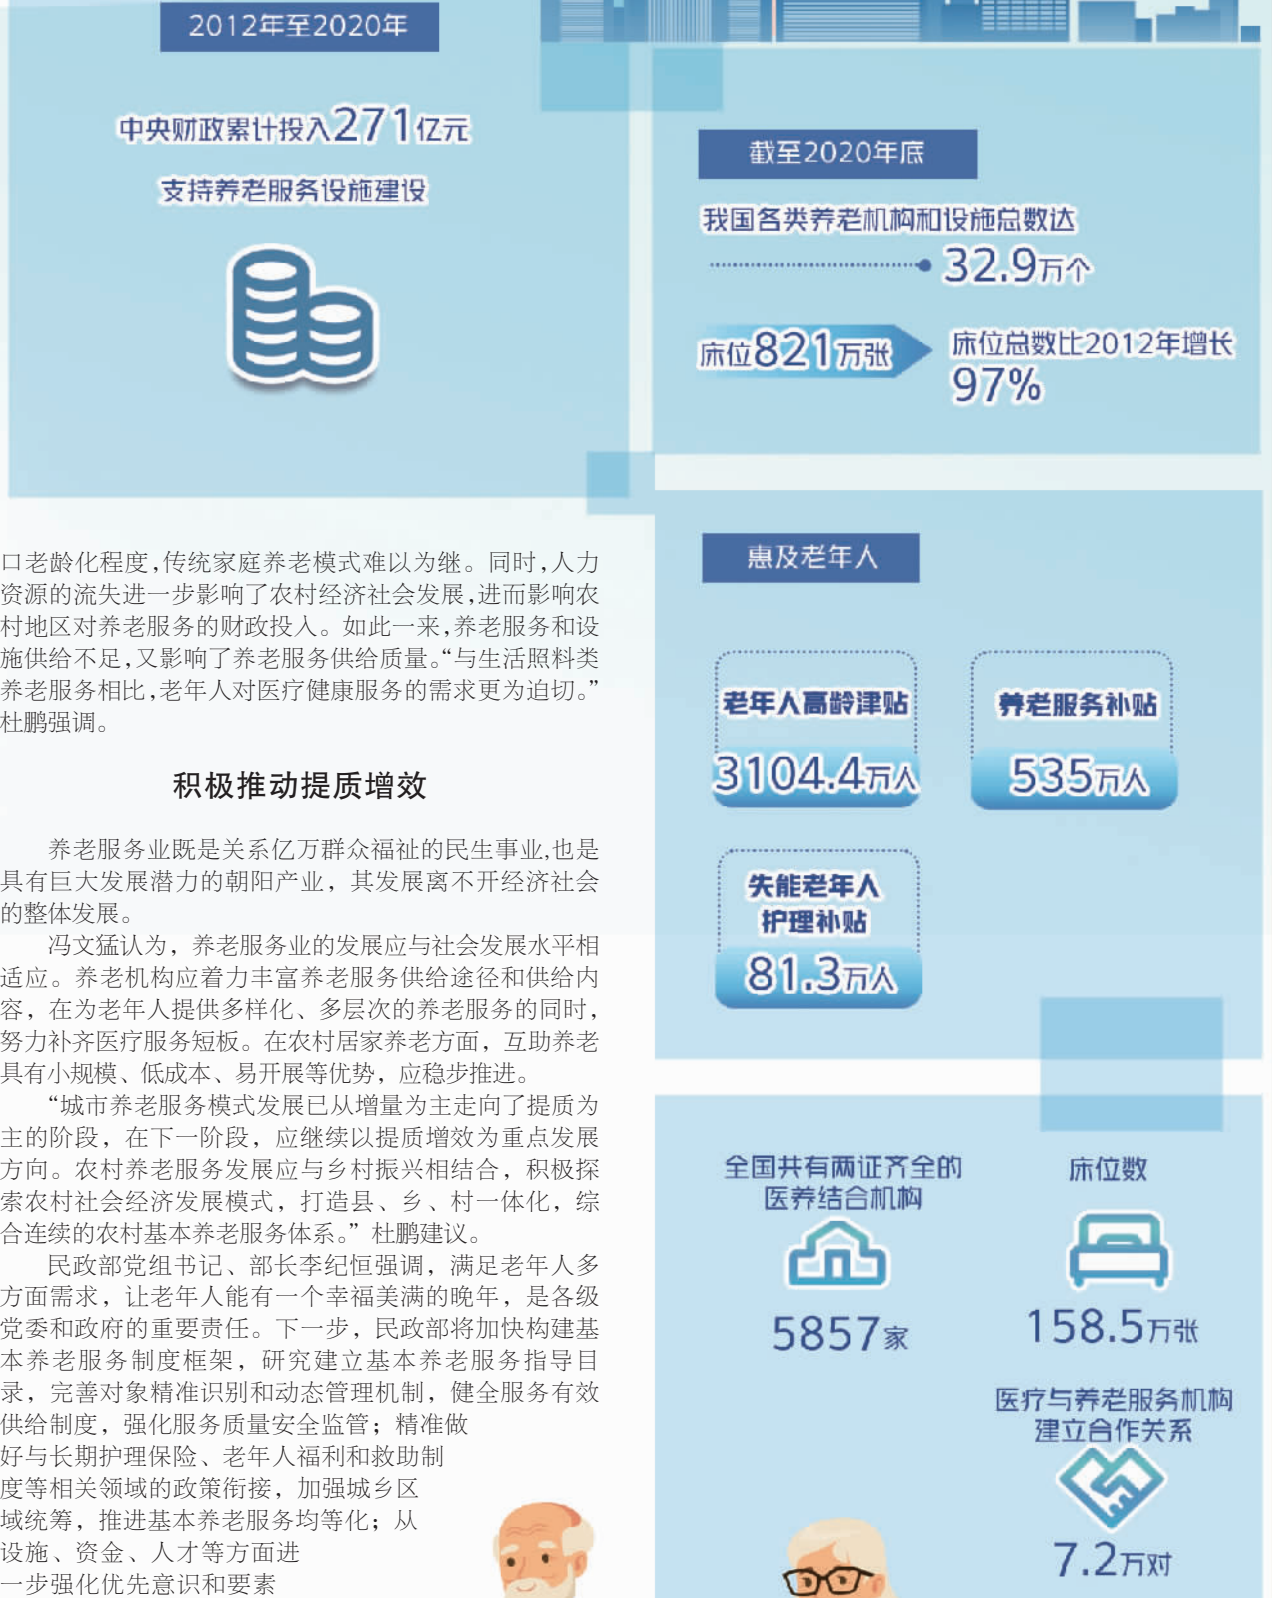 2012年至2020年
中央财政累计投入271亿元
支持养老服务设施建设
截至2020年底
我国各类养老机构和设施总数达
32.9万个
床位821万张
床位总数比2012年增长
97%
口老龄化程度,传统家庭养老模式难以为继。同时,人力
资源的流失进一步影响了农村经济社会发展,进而影响农
村地区对养老服务的财政投入。如此一来,养老服务和设
施供给不足,又影响了养老服务供给质量。“与生活照料类
养老服务相比,老年人对医疗健康服务的需求更为迫切。”
杜鹏强调。
积极推动提质增效
养老服务业既是关系亿万群众福祉的民生事业,也是
具有巨大发展潜力的朝阳产业，其发展离不开经济社会
的整体发展。
冯文猛认为，养老服务业的发展应与社会发展水平相
适应。养老机构应着力丰富养老服务供给途径和供给内
容，在为老年人提供多样化、多层次的养老服务的同时，
努力补齐医疗服务短板。在农村居家养老方面，互助养老
具有小规模、低成本、易开展等优势，应稳步推进。
“城市养老服务模式发展已从增量为主走向了提质为
主的阶段，在下一阶段，应继续以提质增效为重点发展
方向。农村养老服务发展应与乡村振兴相结合，积极探
索农村社会经济发展模式，打造县、乡、村一体化，综
合连续的农村基本养老服务体系。”杜鹏建议。
民政部党组书记、部长李纪恒强调，满足老年人多
方面需求，让老年人能有一个幸福美满的晚年，是各级
党委和政府的重要责任。下一步，民政部将加快构建基
本养老服务制度框架，研究建立基本养老服务指导目
录，完善对象精准识别和动态管理机制，健全服务有效
供给制度，强化服务质量安全监管；精准做
好与长期护理保险、老年人福利和救助制
度等相关领域的政策衔接，加强城乡区
域统筹，推进基本养老服务均等化；从
设施、资金、人才等方面进
一步强化优先意识和要素
惠及老年人
老年人高龄津贴
3104.4万人
养老服务补贴
535万人
失能老年人
护理补贴
81.3万人
全国共有两证齐全的
医养结合机构
5857家
床位数
158.5万张
医疗与养老服务机构
建立合作关系
7.2万对